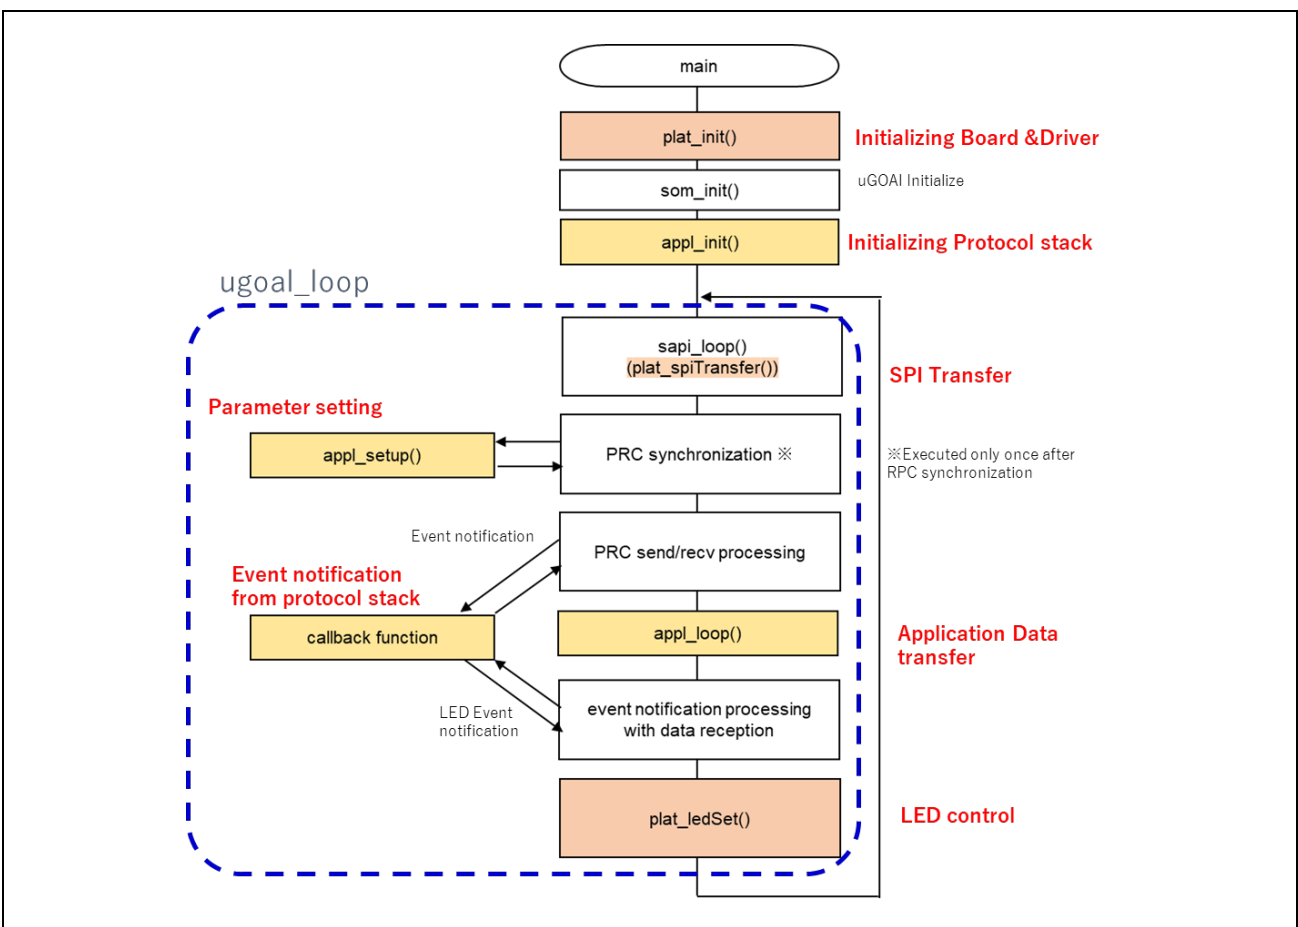 main
plat_init()
Initializing Board &Driver
som_init()
uGOAI Initialize
appl_init()
Initializing Protocol stack
ugoal_loop
sapi_loop()
(plat_spiTransfer())
SPI Transfer
Parameter setting
appl_setup()
PRC synchronization ※
※Executed only once after
RPC synchronization
Event notification
PRC send/recv processing
Event notification
from protocol stack
callback function
appl_loop()
Application Data
transfer
LED Event
notification
event notification processing
with data reception
plat_ledSet()
LED control